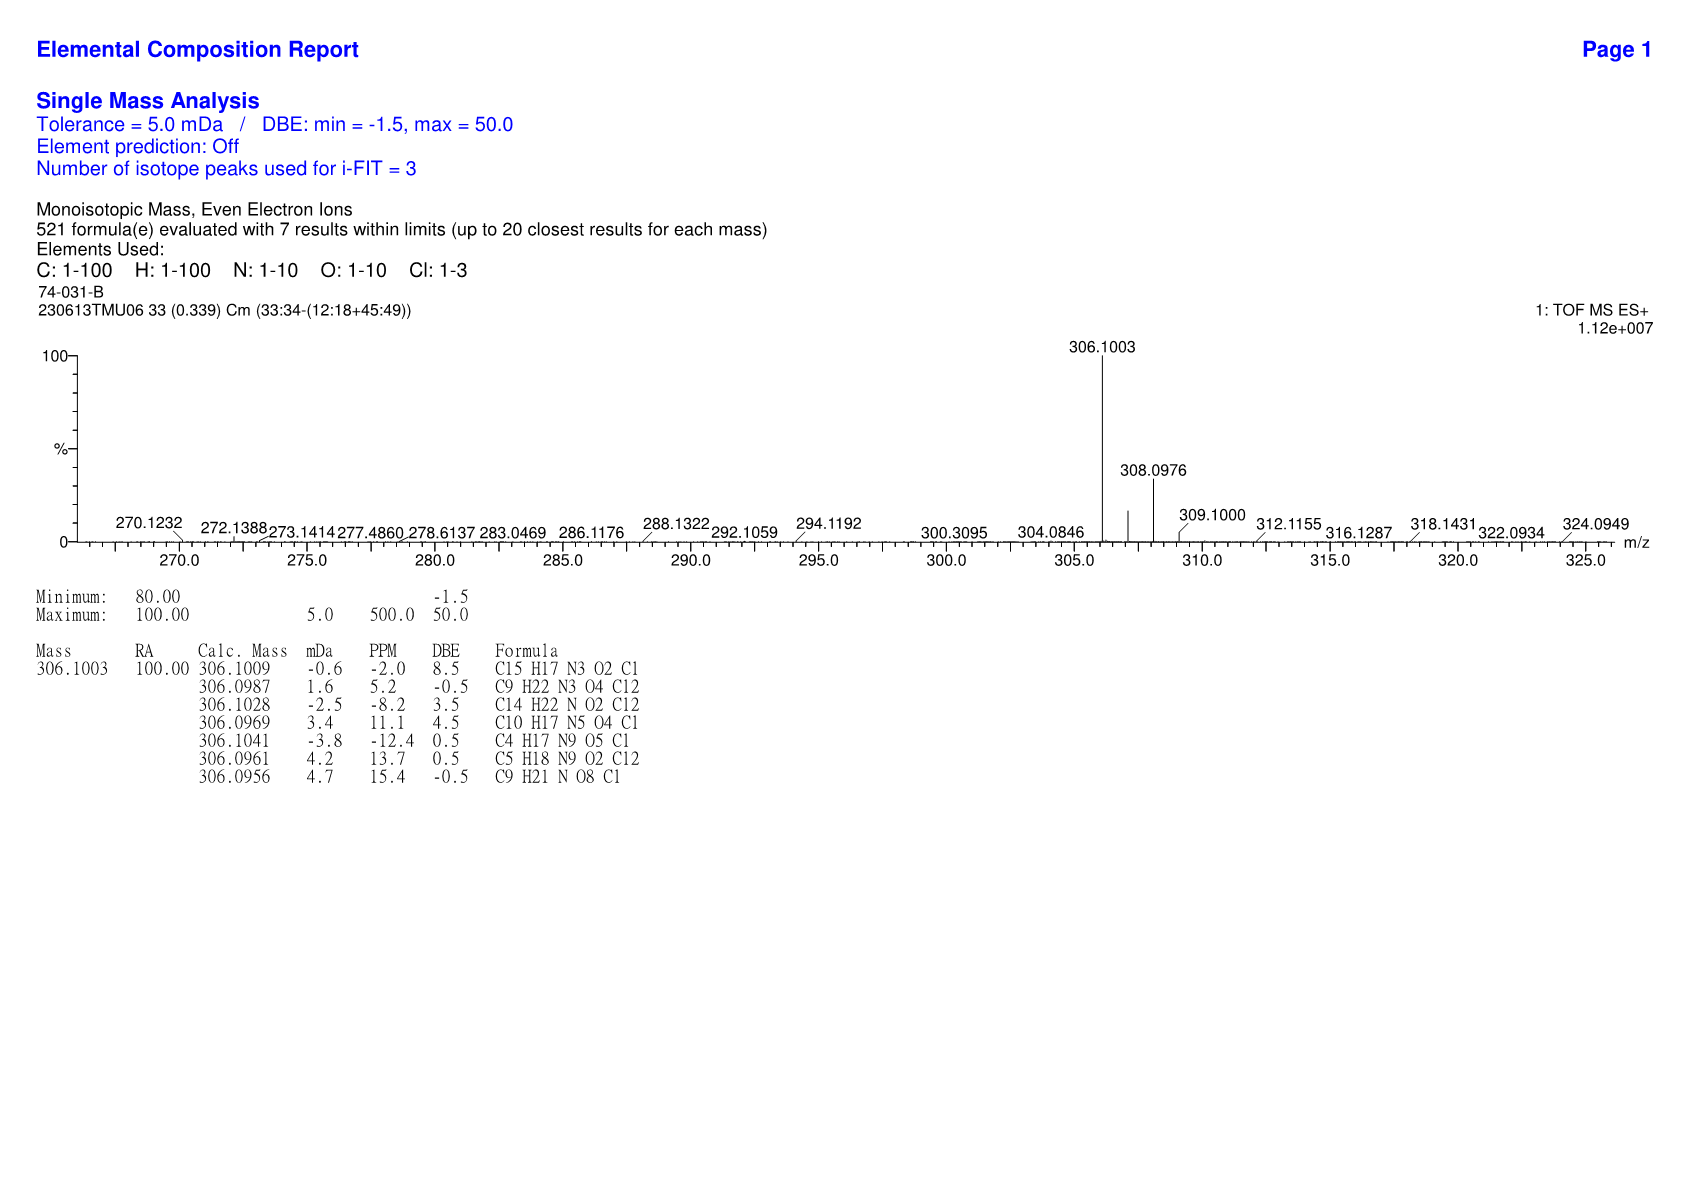 Elemental Composition Report Page 1
Single Mass Analysis
Tolerance = 5.0 mDa / DBE: min = -1.5, max = 50.0
Element prediction: Off
Number of isotope peaks used for i-FIT = 3
Monoisotopic Mass, Even Electron Ions
521 formula(e) evaluated with 7 results within limits (up to 20 closest results for each mass)
Elements Used:
C: 1-100 H: 1-100 N: 1-10 O: 1-10 Cl: 1-3
74-031-B
230613TMU06 33 (0.339) Cm (33:34-(12:18+45:49)) 1: TOF MS ES+
1.12e+007
100
%
0
306.1003
308.0976
270.1232 272.1388 273.1414 277.4860 278.6137 283.0469 286.1176 288.1322 292.1059 294.1192 300.3095 304.0846 309.1000 312.1155 316.1287 318.1431 322.0934 324.0949
m/z
270.0 275.0 280.0 285.0 290.0 295.0 300.0 305.0 310.0 315.0 320.0 325.0
Minimum: 80.00 -1.5
Maximum: 100.00 5.0 500.0 50.0
Mass RA Calc. Mass mDa PPM DBE Formula
306.1003 100.00 306.1009 -0.6 -2.0 8.5 C15 H17 N3 O2 Cl
306.0987 1.6 5.2 -0.5 C9 H22 N3 O4 Cl2
306.1028 -2.5 -8.2 3.5 C14 H22 N O2 Cl2
306.0969 3.4 11.1 4.5 C10 H17 N5 O4 Cl
306.1041 -3.8 -12.4 0.5 C4 H17 N9 O5 Cl
306.0961 4.2 13.7 0.5 C5 H18 N9 O2 Cl2
306.0956 4.7 15.4 -0.5 C9 H21 N O8 Cl